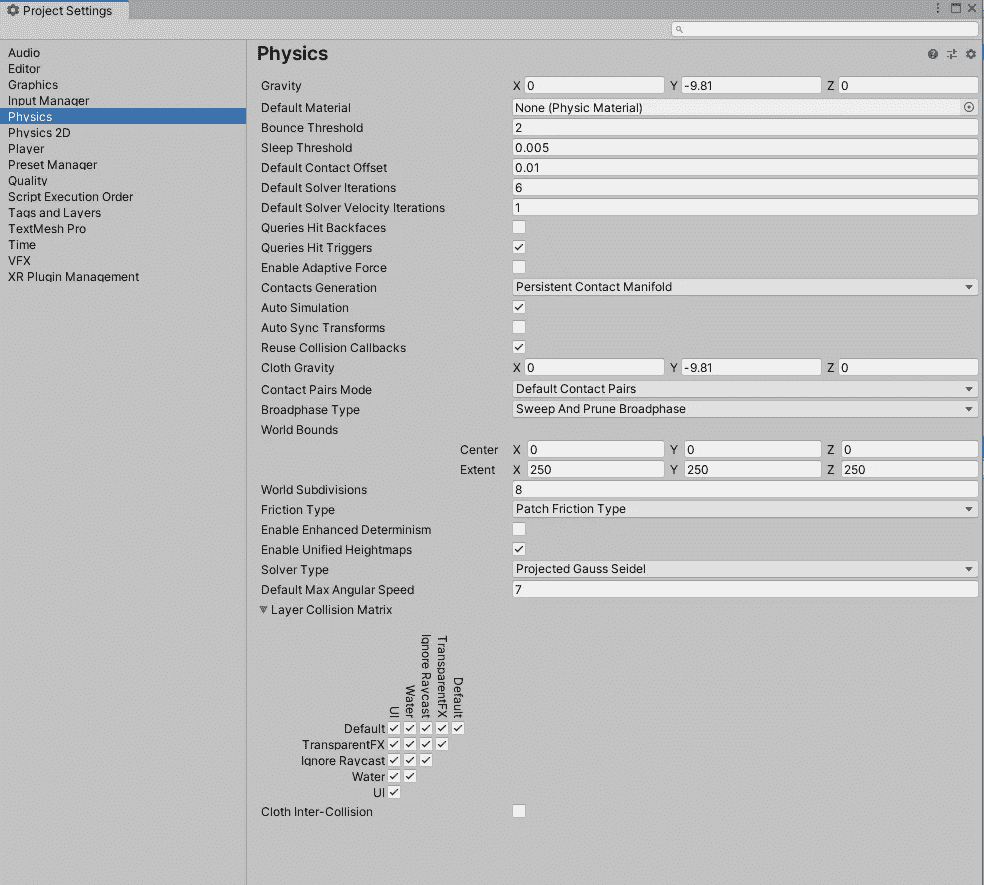 Project Settings
Audio
Editor
Graphics
Input Manager
Physics
Physics 2D
Player
Preset Manager
Quality
Script Execution Order
Tags and Layers
TextMesh Pro
Time
VFX
XR Plugin Management
Physics
Gravity X 0 Y -9.81 Z 0
Default Material None (Physic Material)
Bounce Threshold 2
Sleep Threshold 0.005
Default Contact Offset 0.01
Default Solver Iterations 6
Default Solver Velocity Iterations 1
Queries Hit Backfaces
Queries Hit Triggers
Enable Adaptive Force
Contacts Generation Persistent Contact Manifold
Auto Simulation
Auto Sync Transforms
Reuse Collision Callbacks
Cloth Gravity X 0 Y -9.81 Z 0
Contact Pairs Mode Default Contact Pairs
Broadphase Type Sweep And Prune Broadphase
World Bounds
Center X 0 Y 0 Z 0
Extent X 250 Y 250 Z 250
World Subdivisions 8
Friction Type Patch Friction Type
Enable Enhanced Determinism
Enable Unified Heightmaps
Solver Type Projected Gauss Seidel
Default Max Angular Speed 7
Layer Collision Matrix
UI
Water
Ignore Raycast
TransparentFX
Default
Default
TransparentFX
Ignore Raycast
Water
UI
Cloth Inter-Collision